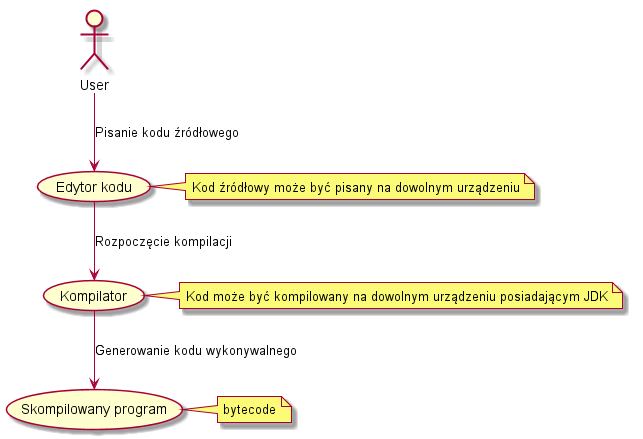 User
Pisanie kodu źródłowego
Edytor kodu
Kod źródłowy może być pisany na dowolnym urządzeniu
Rozpoczęcie kompilacji
Kompilator
Kod może być kompilowany na dowolnym urządzeniu posiadającym JDK
Generowanie kodu wykonywalnego
Skompilowany program
bytecode